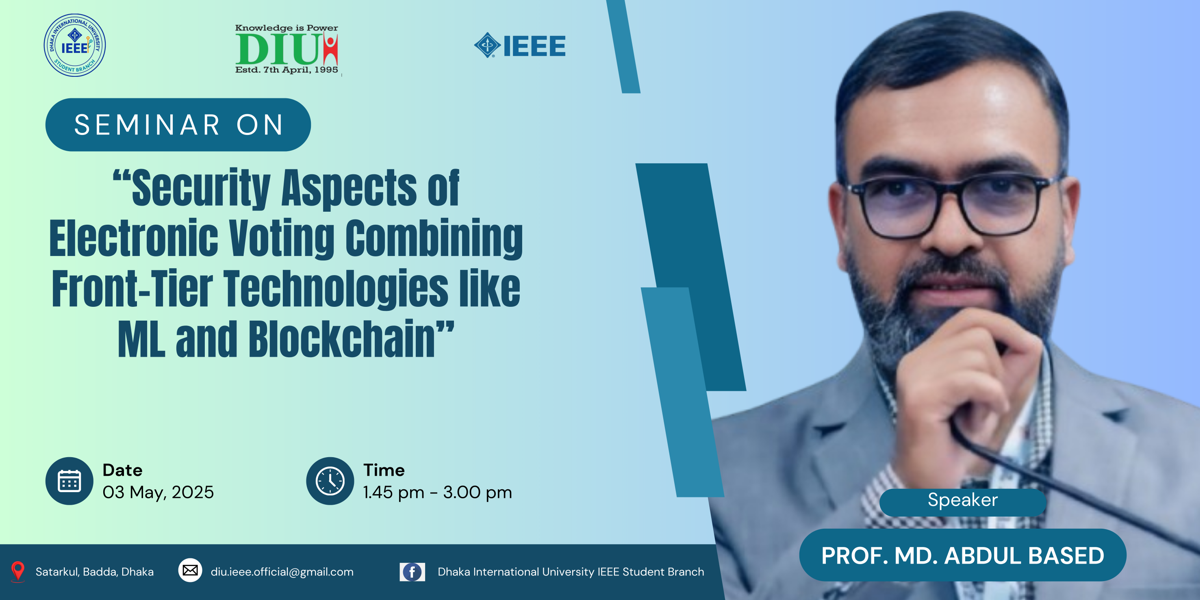 DHAKA INTERNATIONAL UNIVERSITY
IEEE
STUDENT BRANCH
Knowledge is Power
DIU
Estd. 7th April, 1995
IEEE
SEMINAR ON
“Security Aspects of
Electronic Voting Combining
Front-Tier Technologies like
ML and Blockchain”
Date
03 May, 2025
Time
1.45 pm - 3.00 pm
Speaker
PROF. MD. ABDUL BASED
Satarkul, Badda, Dhaka
diu.ieee.official@gmail.com
Dhaka International University IEEE Student Branch